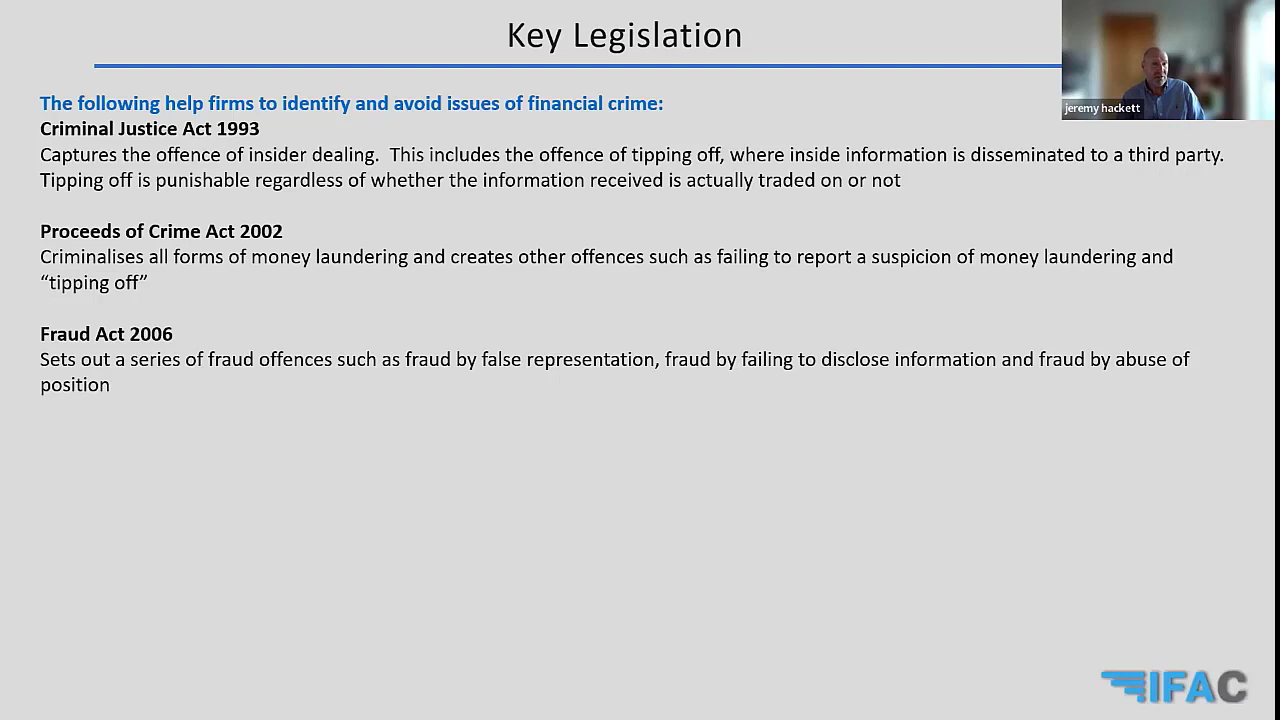 Key Legislation
jeremy hackett
The following help firms to identify and avoid issues of financial crime:
Criminal Justice Act 1993
Captures the offence of insider dealing.  This includes the offence of tipping off, where inside information is disseminated to a third party.
Tipping off is punishable regardless of whether the information received is actually traded on or not
Proceeds of Crime Act 2002
Criminalises all forms of money laundering and creates other offences such as failing to report a suspicion of money laundering and
“tipping off”
Fraud Act 2006
Sets out a series of fraud offences such as fraud by false representation, fraud by failing to disclose information and fraud by abuse of
position
IFAC